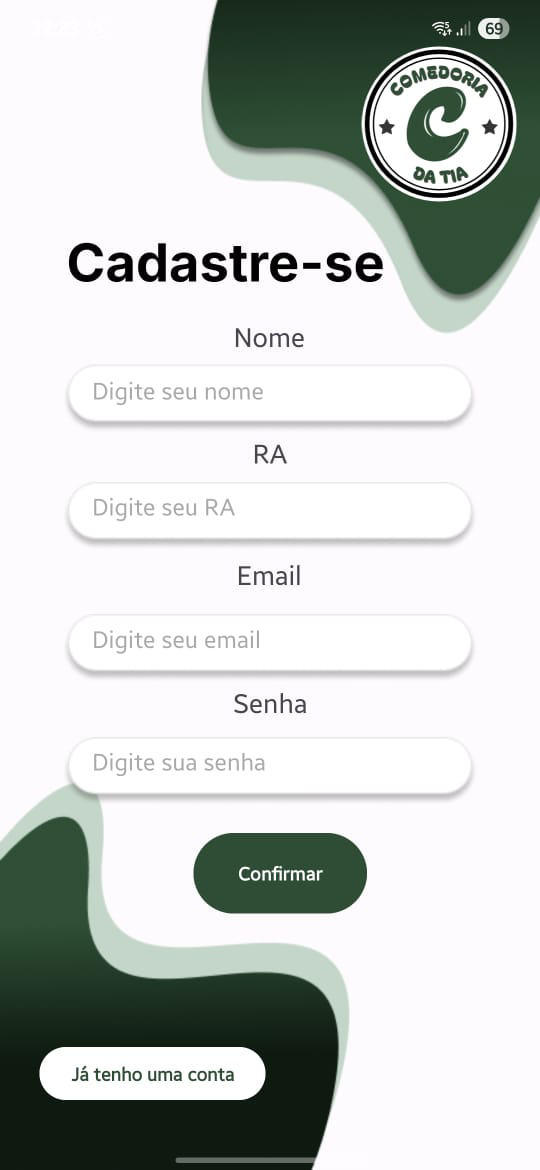 69
COMEDORIA
C
DA TIA
Cadastre-se
Nome
Digite seu nome
RA
Digite seu RA
Email
Digite seu email
Senha
Digite sua senha
Confirmar
Já tenho uma conta